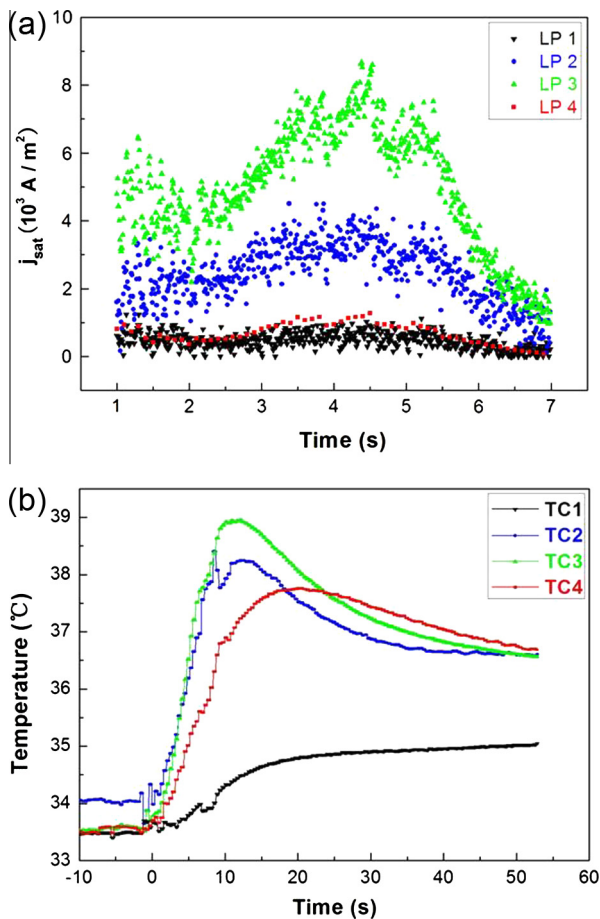 (a)
10
8
6
4
2
0
j_sat (10³ A / m²)
LP 1
LP 2
LP 3
LP 4
1 2 3 4 5 6 7
Time (s)
(b)
39
38
37
36
35
34
33
Temperature (℃)
TC1
TC2
TC3
TC4
-10 0 10 20 30 40 50 60
Time (s)